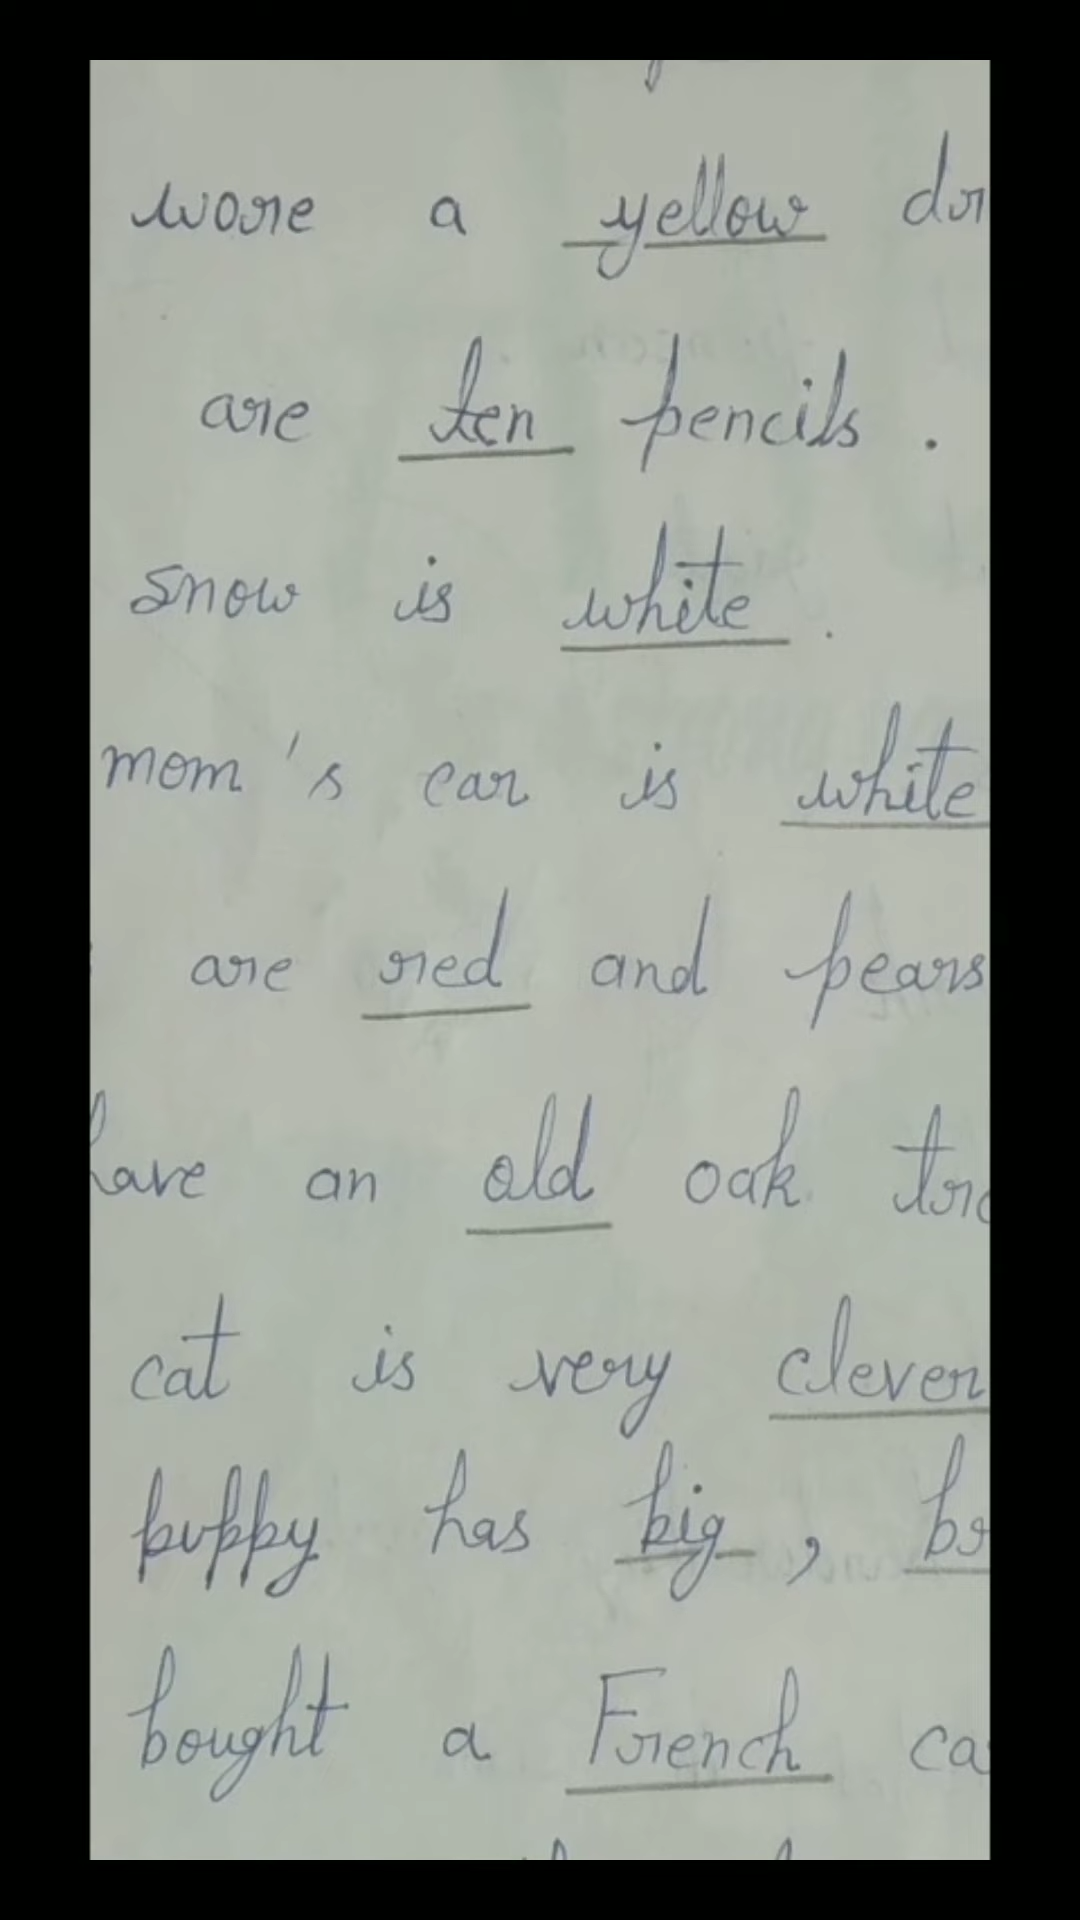 wore a yellow
are ten pencils.
snow is white.
mom's car is white
are red and pears
have an old oak
cat is very clever
puppy has big,
bought a French